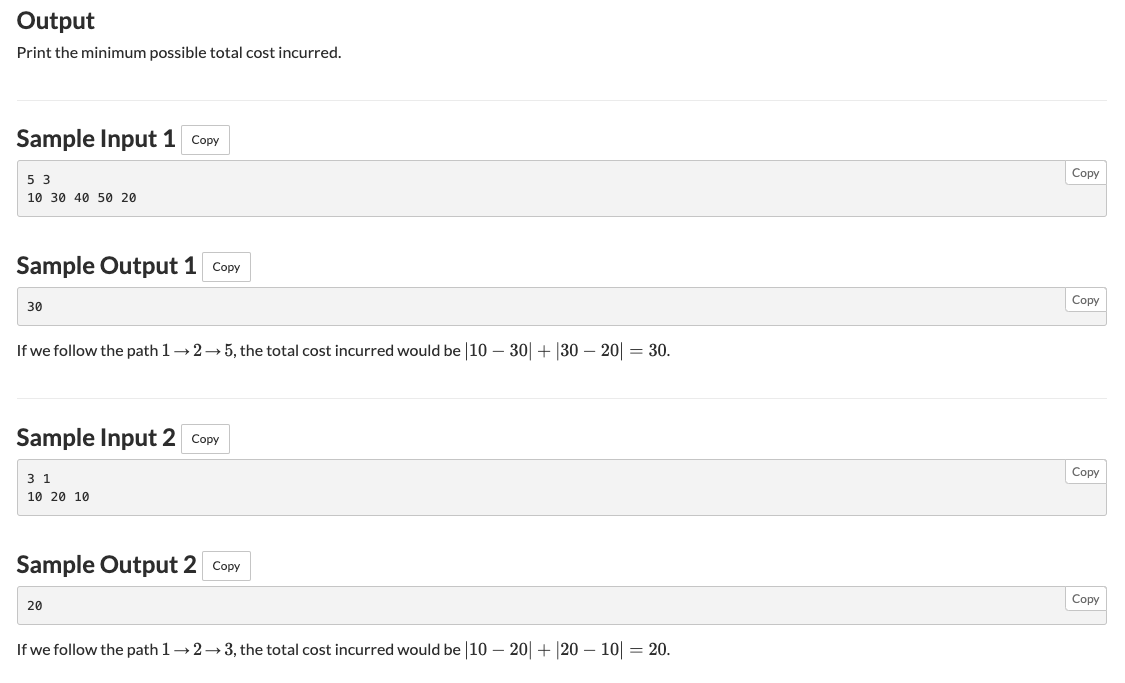 Output
Print the minimum possible total cost incurred.
Sample Input 1 Copy
Copy
5 3
10 30 40 50 20
Sample Output 1 Copy
Copy
30
If we follow the path 1 → 2 → 5, the total cost incurred would be |10 − 30| + |30 − 20| = 30.
Sample Input 2 Copy
Copy
3 1
10 20 10
Sample Output 2 Copy
Copy
20
If we follow the path 1 → 2 → 3, the total cost incurred would be |10 − 20| + |20 − 10| = 20.